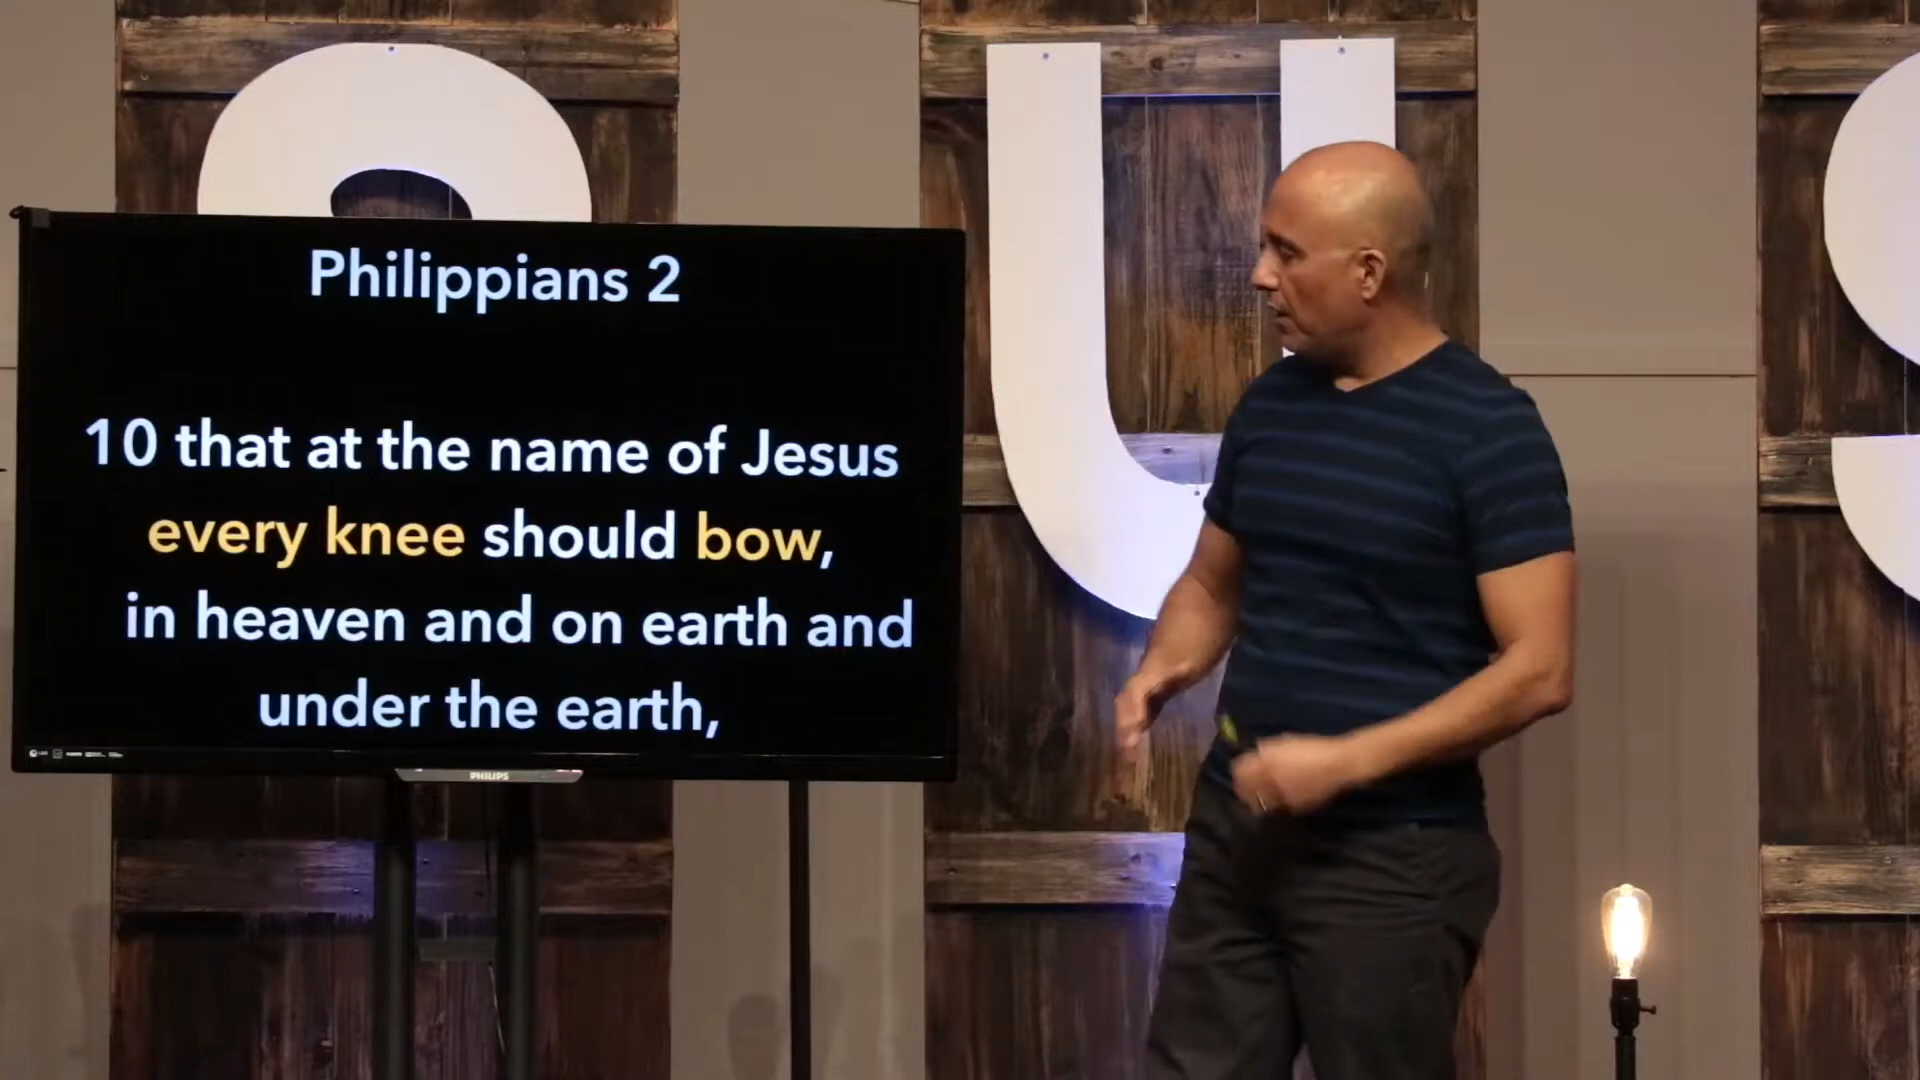 U
Philippians 2
10 that at the name of Jesus
every knee should bow,
in heaven and on earth and
under the earth,
PHILIPS